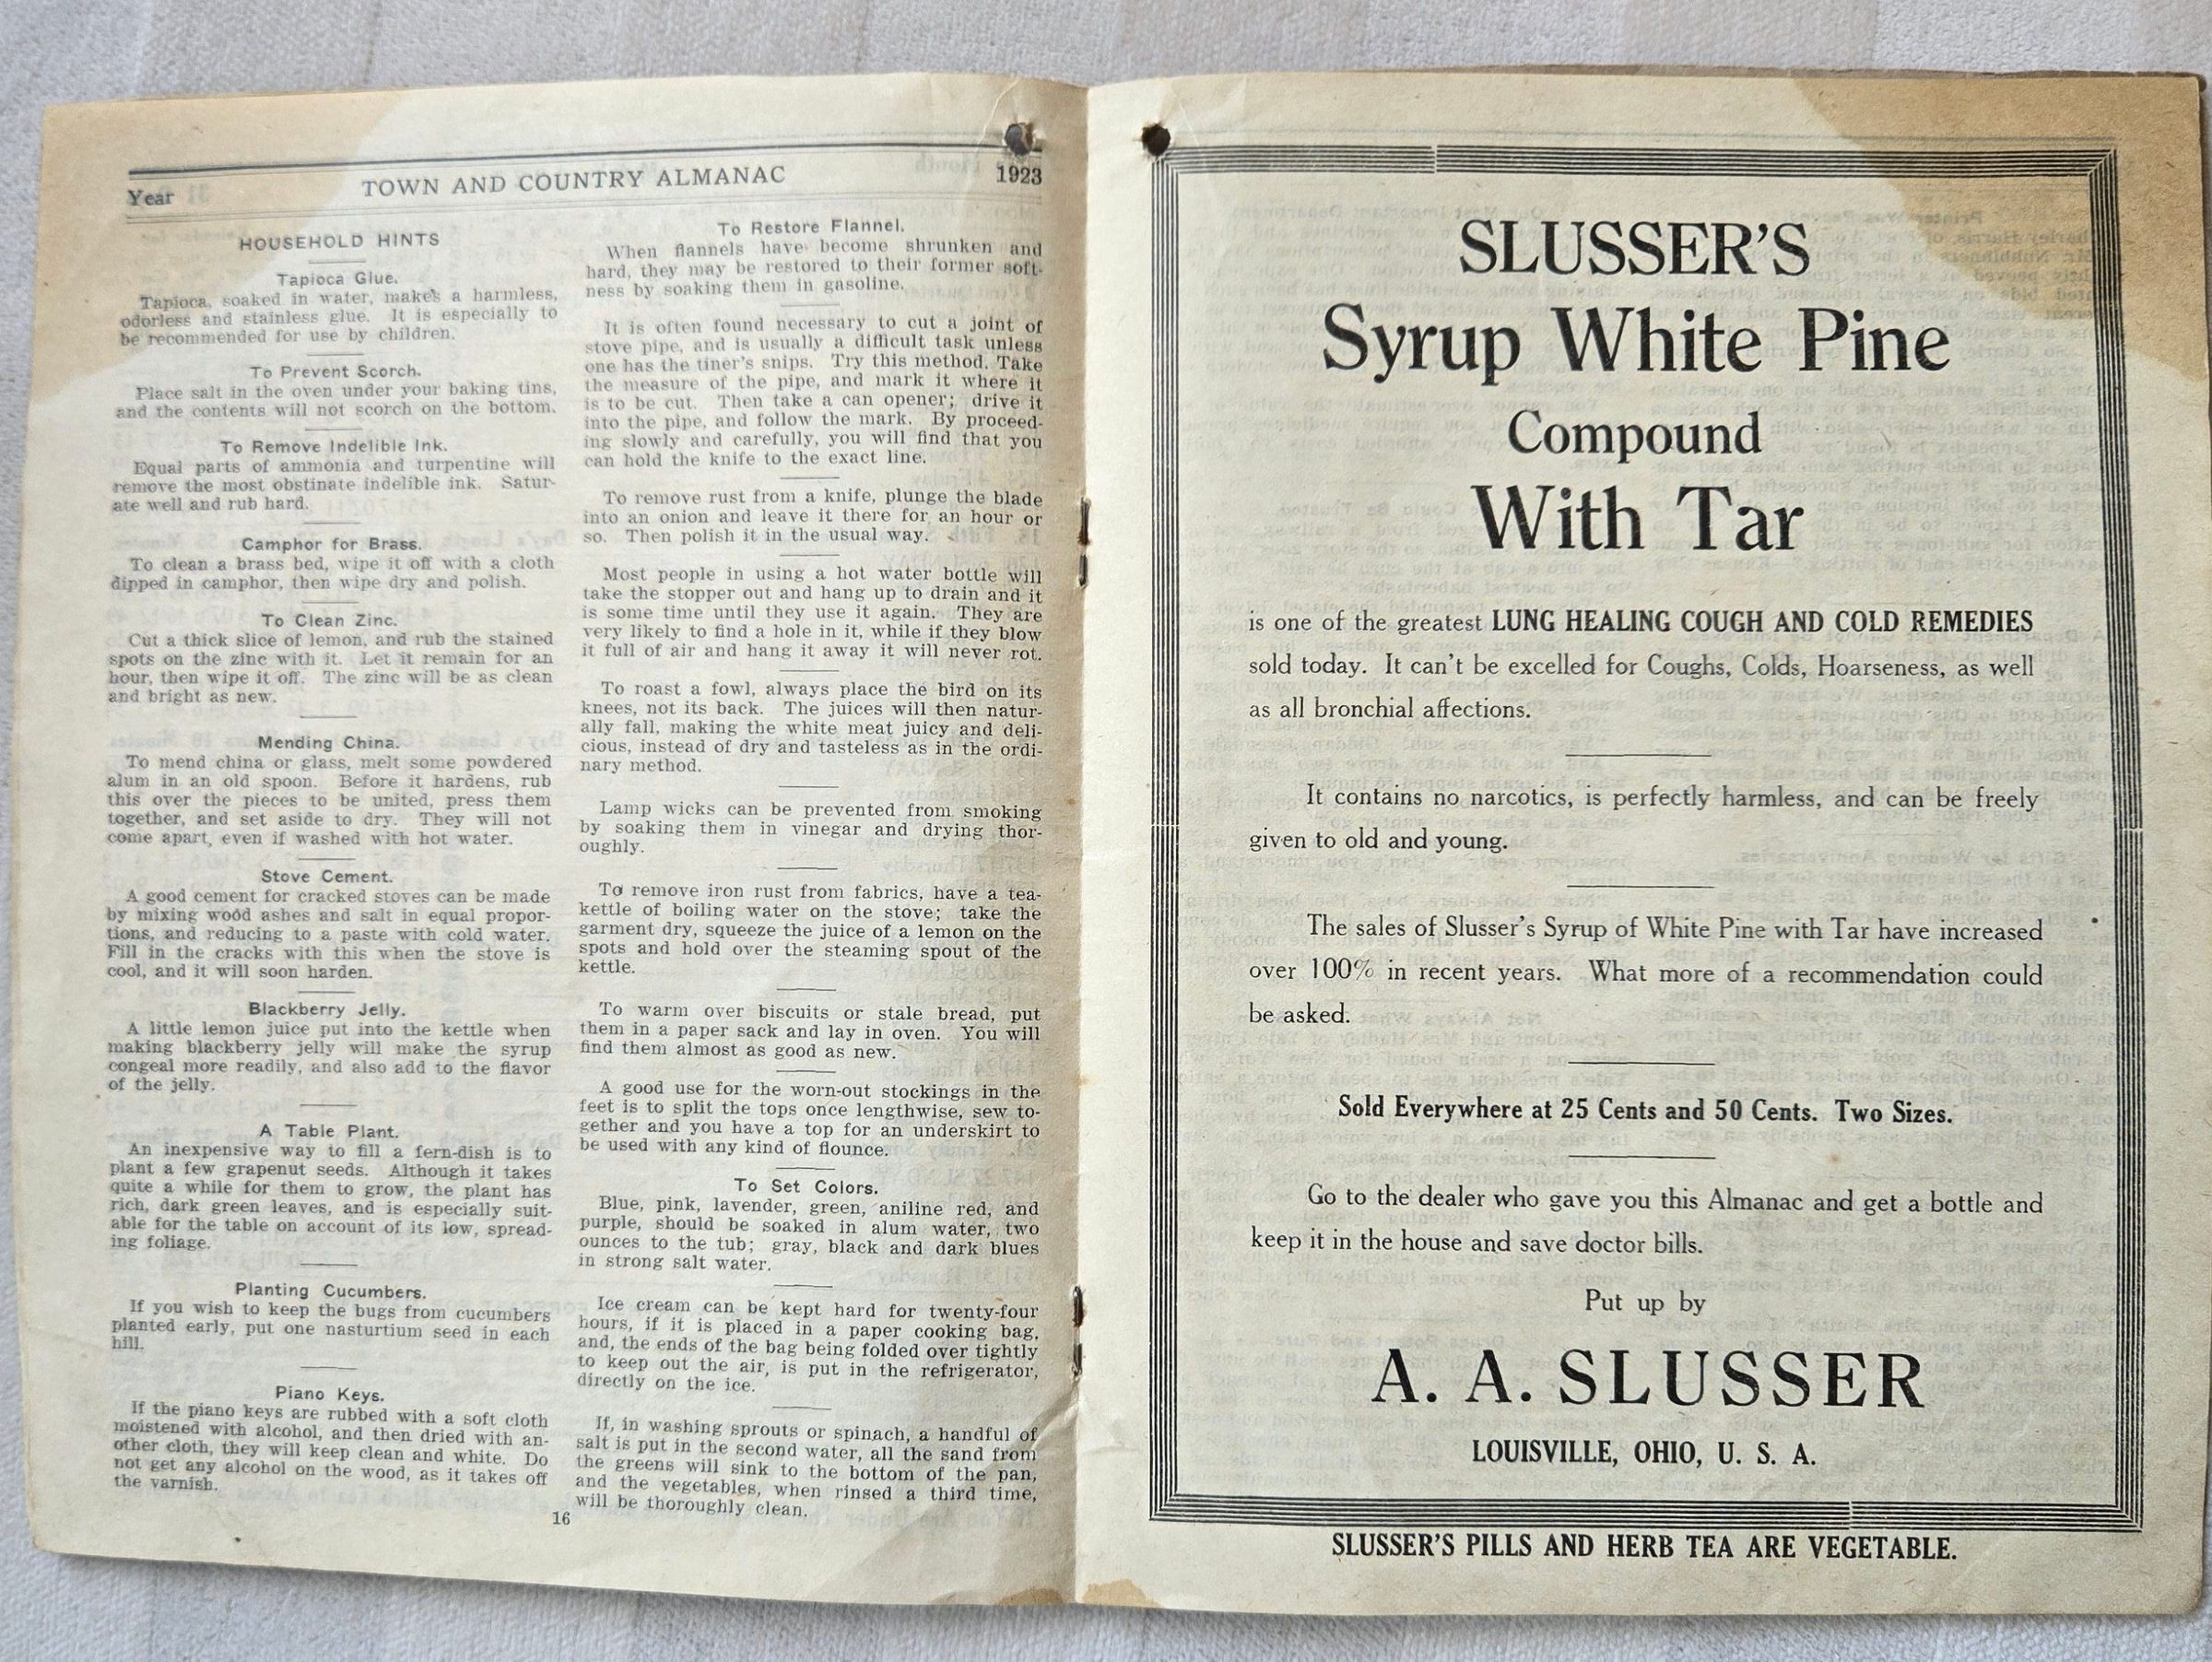 Year
TOWN AND COUNTRY ALMANAC
1923
HOUSEHOLD HINTS
Tapioca Glue.
Tapioca, soaked in water, makes a harmless,
odorless and stainless glue. It is especially to
be recommended for use by children.
To Prevent Scorch.
Place salt in the oven under your baking tins,
and the contents will not scorch on the bottom.
To Remove Indelible Ink.
Equal parts of ammonia and turpentine will
remove the most obstinate indelible ink. Satur-
ate well and rub hard.
Camphor for Brass.
To clean a brass bed, wipe it off with a cloth
dipped in camphor, then wipe dry and polish.
To Clean Zinc.
Cut a thick slice of lemon, and rub the stained
spots on the zinc with it. Let it remain for an
hour, then wipe it off. The zinc will be as clean
and bright as new.
Mending China.
To mend china or glass, melt some powdered
alum in an old spoon. Before it hardens, rub
this over the pieces to be united, press them
together, and set aside to dry. They will not
come apart, even if washed with hot water.
Stove Cement.
A good cement for cracked stoves can be made
by mixing wood ashes and salt in equal propor-
tions, and reducing to a paste with cold water.
Fill in the cracks with this when the stove is
cool, and it will soon harden.
Blackberry Jelly.
A little lemon juice put into the kettle when
making blackberry jelly will make the syrup
congeal more readily, and also add to the flavor
of the jelly.
A Table Plant.
An inexpensive way to fill a fern-dish is to
plant a few grapenut seeds. Although it takes
quite a while for them to grow, the plant has
rich, dark green leaves, and is especially suit-
able for the table on account of its low, spread-
ing foliage.
Planting Cucumbers.
If you wish to keep the bugs from cucumbers
planted early, put one nasturtium seed in each
hill.
Piano Keys.
If the piano keys are rubbed with a soft cloth
moistened with alcohol, and then dried with an-
other cloth, they will keep clean and white. Do
not get any alcohol on the wood, as it takes off
the varnish.
To Restore Flannel.
When flannels have become shrunken and
hard, they may be restored to their former soft-
ness by soaking them in gasoline.
It is often found necessary to cut a joint of
stove pipe, and is usually a difficult task unless
one has the tiner's snips. Try this method. Take
the measure of the pipe, and mark it where it
is to be cut. Then take a can opener; drive it
into the pipe, and follow the mark. By proceed-
ing slowly and carefully, you will find that you
can hold the knife to the exact line.
To remove rust from a knife, plunge the blade
into an onion and leave it there for an hour or
so. Then polish it in the usual way.
Most people in using a hot water bottle will
take the stopper out and hang up to drain and it
is some time until they use it again. They are
very likely to find a hole in it, while if they blow
it full of air and hang it away it will never rot.
To roast a fowl, always place the bird on its
knees, not its back. The juices will then natur-
ally fall, making the white meat juicy and deli-
cious, instead of dry and tasteless as in the ordi-
nary method.
Lamp wicks can be prevented from smoking
by soaking them in vinegar and drying thor-
oughly.
To remove iron rust from fabrics, have a tea-
kettle of boiling water on the stove; take the
garment dry, squeeze the juice of a lemon on the
spots and hold over the steaming spout of the
kettle.
To warm over biscuits or stale bread, put
them in a paper sack and lay in oven. You will
find them almost as good as new.
A good use for the worn-out stockings in the
feet is to split the tops once lengthwise, sew to-
gether and you have a top for an underskirt to
be used with any kind of flounce.
To Set Colors.
Blue, pink, lavender, green, aniline red, and
purple, should be soaked in alum water, two
ounces to the tub; gray, black and dark blues
in strong salt water.
Ice cream can be kept hard for twenty-four
hours, if it is placed in a paper cooking bag,
and, the ends of the bag being folded over tightly
to keep out the air, is put in the refrigerator,
directly on the ice.
If, in washing sprouts or spinach, a handful of
salt is put in the second water, all the sand from
the greens will sink to the bottom of the pan,
and the vegetables, when rinsed a third time,
will be thoroughly clean.
16
SLUSSER'S
Syrup White Pine
Compound
With Tar
is one of the greatest LUNG HEALING COUGH AND COLD REMEDIES
sold today. It can't be excelled for Coughs, Colds, Hoarseness, as well
as all bronchial affections.
It contains no narcotics, is perfectly harmless, and can be freely
given to old and young.
The sales of Slusser's Syrup of White Pine with Tar have increased
over 100% in recent years. What more of a recommendation could
be asked.
Sold Everywhere at 25 Cents and 50 Cents. Two Sizes.
Go to the dealer who gave you this Almanac and get a bottle and
keep it in the house and save doctor bills.
Put up by
A. A. SLUSSER
LOUISVILLE, OHIO, U. S. A.
SLUSSER'S PILLS AND HERB TEA ARE VEGETABLE.